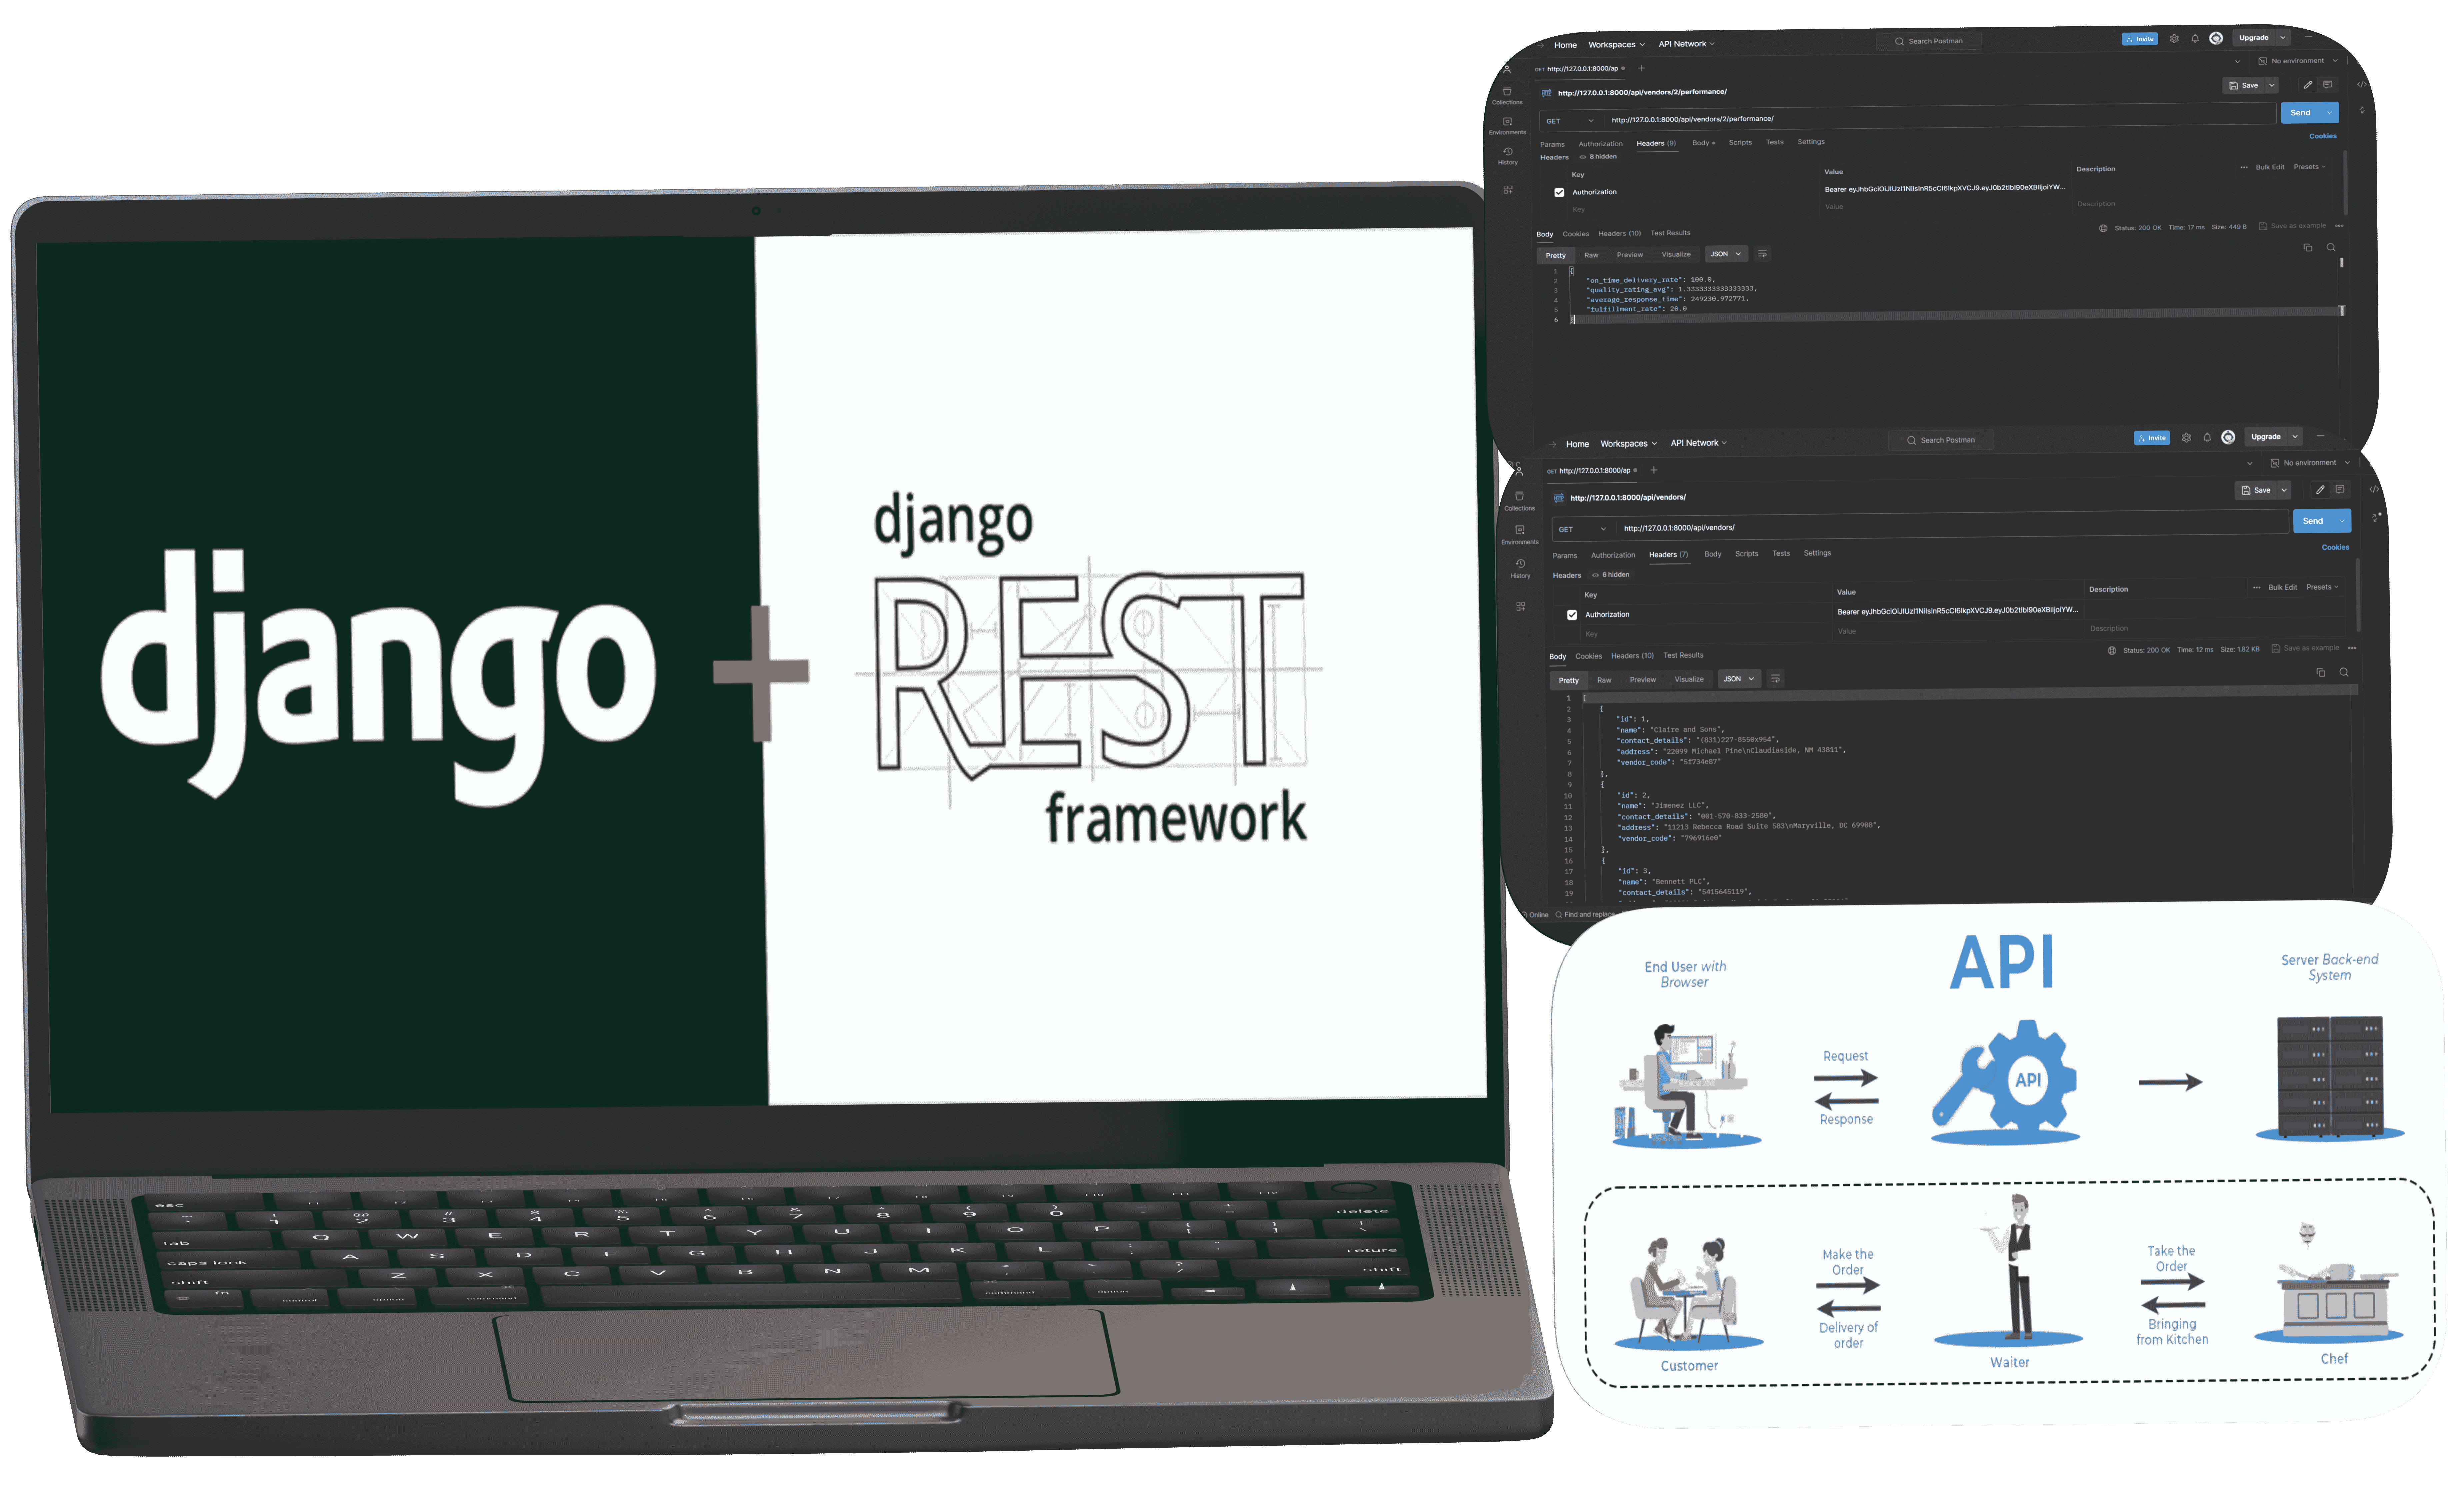 django
+
django
REST
framework
Home Workspaces API Network Search Postman Invite Upgrade
GET http://127.0.0.1:8000/ap No environment
http://127.0.0.1:8000/api/vendors/2/performance/ Save
Collections
GET http://127.0.0.1:8000/api/vendors/2/performance/ Send
Environments
Cookies
Params Authorization Headers (9) Body Scripts Tests Settings
History
Headers 8 hidden
Key Value Description Bulk Edit Presets
Authorization Bearer eyJhbGciOiJIUzI1NiIsInR5cCI6IkpXVCJ9.eyJ0b2tlbl90eXBlIjoiYW...
Key Value Description
Body Cookies Headers (10) Test Results Status: 200 OK Time: 17 ms Size: 449 B Save as example
Pretty Raw Preview Visualize JSON
1 {
2 "on_time_delivery_rate": 100.0,
3 "quality_rating_avg": 1.3333333333333333,
4 "average_response_time": 249230.972771,
5 "fulfillment_rate": 20.0
6 }
Home Workspaces API Network Search Postman Invite Upgrade
GET http://127.0.0.1:8000/ap No environment
http://127.0.0.1:8000/api/vendors/ Save
Collections
GET http://127.0.0.1:8000/api/vendors/ Send
Environments
Cookies
Params Authorization Headers (7) Body Scripts Tests Settings
History
Headers 6 hidden
Key Value Description Bulk Edit Presets
Authorization Bearer eyJhbGciOiJIUzI1NiIsInR5cCI6IkpXVCJ9.eyJ0b2tlbl90eXBlIjoiYW...
Key Value Description
Body Cookies Headers (10) Test Results Status: 200 OK Time: 12 ms Size: 1.82 KB Save as example
Pretty Raw Preview Visualize JSON
1 [
2 {
3 "id": 1,
4 "name": "Claire and Sons",
5 "contact_details": "(831)227-8550x954",
6 "address": "22099 Michael Pine\nClaudiaside, NM 43811",
7 "vendor_code": "5f734e87"
8 },
9 {
10 "id": 2,
11 "name": "Jimenez LLC",
12 "contact_details": "001-570-833-2580",
13 "address": "11213 Rebecca Road Suite 583\nMaryville, DC 69908",
14 "vendor_code": "796916e0"
15 },
16 {
17 "id": 3,
18 "name": "Bennett PLC",
19 "contact_details": "5415645119",
Online Find and replace
API
End User with
Browser
Server Back-end
System
Request
API
Response
Make the
Order
Take the
Order
Delivery of
order
Bringing
from Kitchen
Customer
Waiter
Chef
esc
1 2 3 4 5 6 7 8 9 0 delete
tab Q W E R T Y U I O P
caps lock A S D F G H J K L
shift Z X C V B N M shift
fn control option command command option